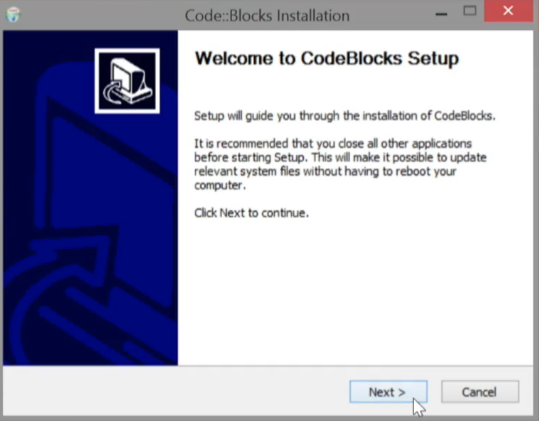 Code::Blocks Installation
Welcome to CodeBlocks Setup
Setup will guide you through the installation of CodeBlocks.
It is recommended that you close all other applications
before starting Setup. This will make it possible to update
relevant system files without having to reboot your
computer.
Click Next to continue.
Next >
Cancel